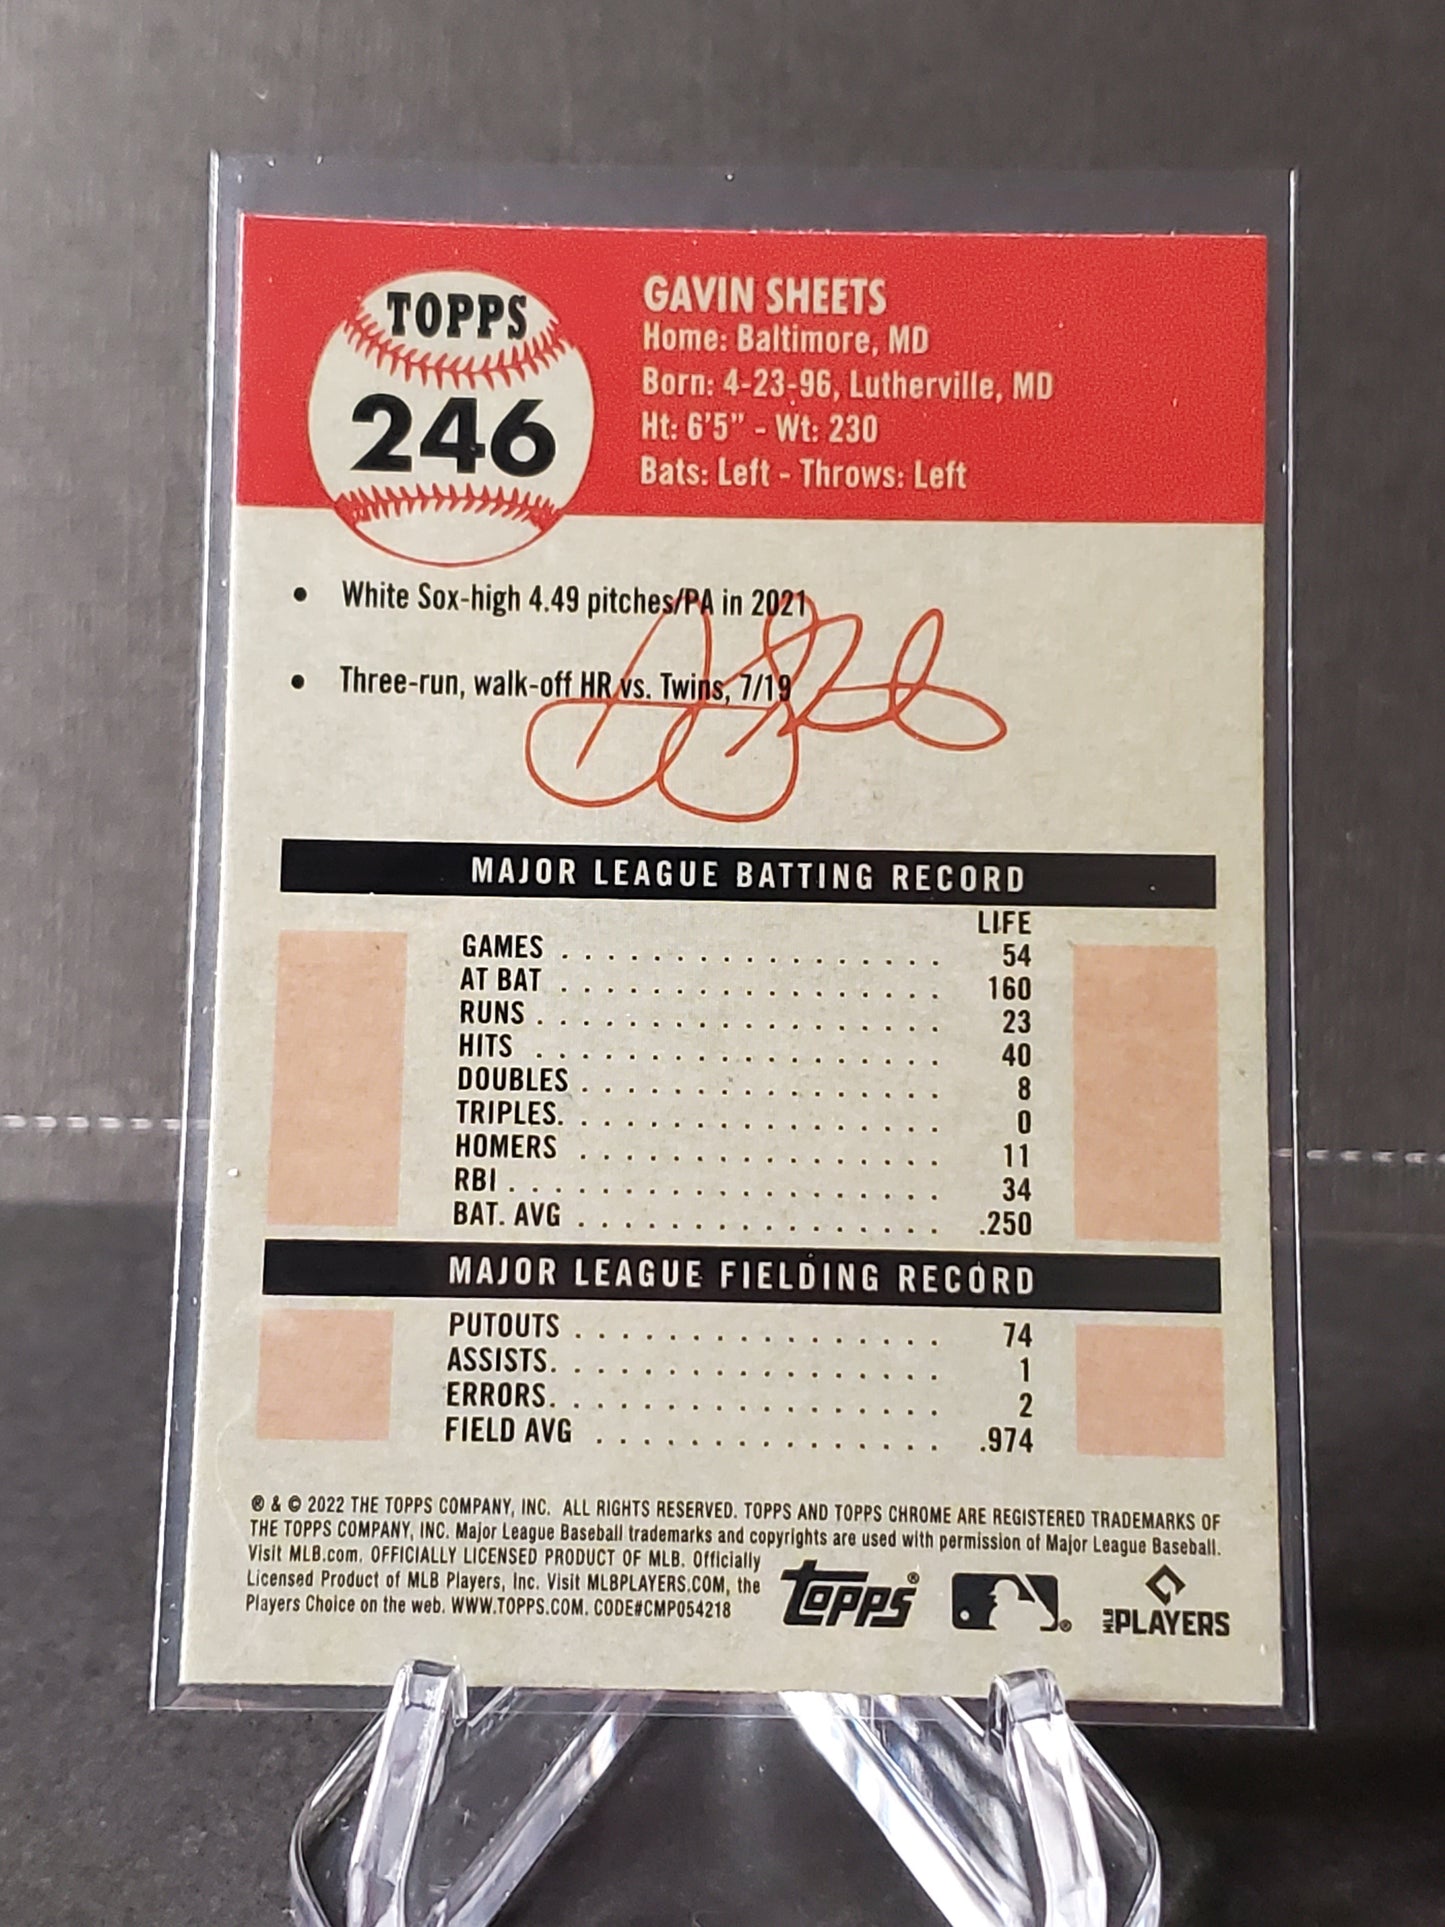 TOPPS
246
GAVIN SHEETS
Home: Baltimore, MD
Born: 4-23-96, Lutherville, MD
Ht: 6'5" - Wt: 230
Bats: Left - Throws: Left
• White Sox-high 4.49 pitches/PA in 2021
• Three-run, walk-off HR vs. Twins, 7/19
MAJOR LEAGUE BATTING RECORD
LIFE
GAMES . . . . . . . . . . . . . . . . . 54
AT BAT . . . . . . . . . . . . . . . . . 160
RUNS . . . . . . . . . . . . . . . . . . 23
HITS . . . . . . . . . . . . . . . . . . 40
DOUBLES . . . . . . . . . . . . . . . . 8
TRIPLES. . . . . . . . . . . . . . . . . 0
HOMERS . . . . . . . . . . . . . . . . 11
RBI . . . . . . . . . . . . . . . . . . . 34
BAT. AVG . . . . . . . . . . . . . . . . .250
MAJOR LEAGUE FIELDING RECORD
PUTOUTS . . . . . . . . . . . . . . . . 74
ASSISTS. . . . . . . . . . . . . . . . . 1
ERRORS. . . . . . . . . . . . . . . . . 2
FIELD AVG . . . . . . . . . . . . . . . .974
® & © 2022 THE TOPPS COMPANY, INC. ALL RIGHTS RESERVED. TOPPS AND TOPPS CHROME ARE REGISTERED TRADEMARKS OF
THE TOPPS COMPANY, INC. Major League Baseball trademarks and copyrights are used with permission of Major League Baseball.
Visit MLB.com. OFFICIALLY LICENSED PRODUCT OF MLB. Officially
Licensed Product of MLB Players, Inc. Visit MLBPLAYERS.COM, the
Players Choice on the web. WWW.TOPPS.COM. CODE#CMP054218
TOPPS®
®
MLB PLAYERS